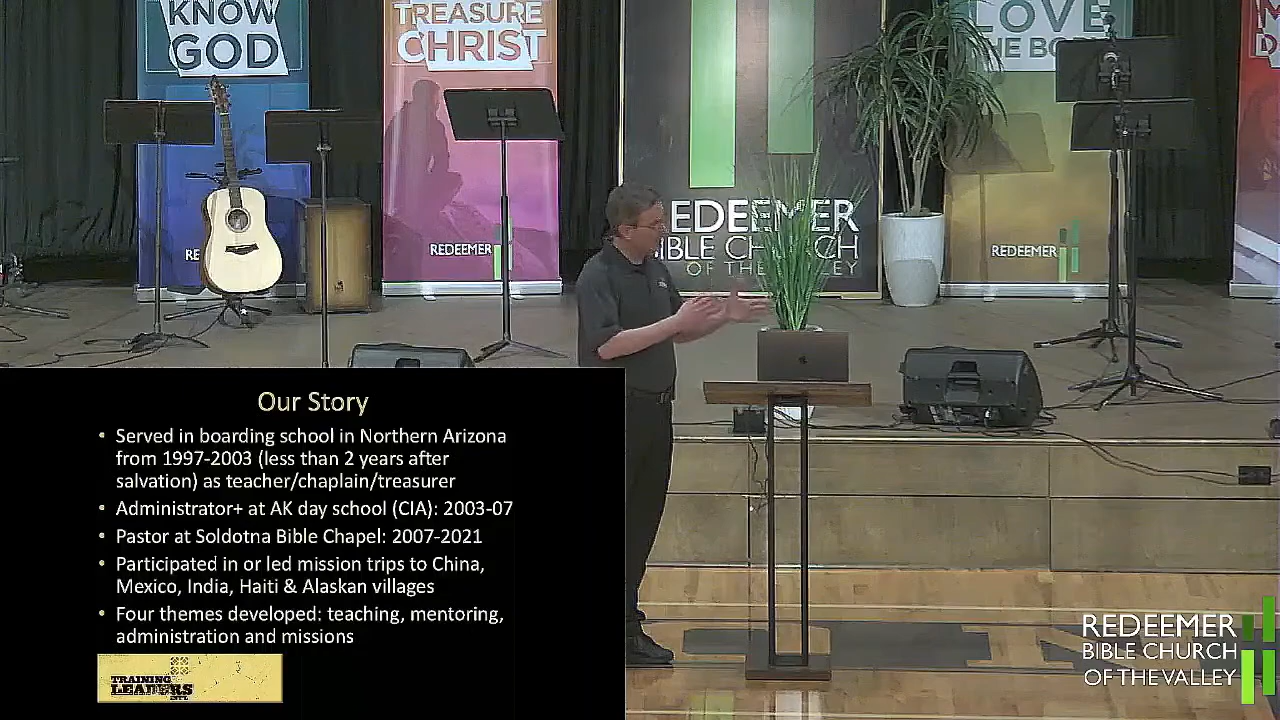 KNOW
GOD
TREASURE
CHRIST
LOVE
REDEEMER
EDEEMER
BIBLE CHURCH
OF THE VALLEY
REDEEMER
Our Story
• Served in boarding school in Northern Arizona
from 1997-2003 (less than 2 years after
salvation) as teacher/chaplain/treasurer
• Administrator+ at AK day school (CIA): 2003-07
• Pastor at Soldotna Bible Chapel: 2007-2021
• Participated in or led mission trips to China,
Mexico, India, Haiti & Alaskan villages
• Four themes developed: teaching, mentoring,
administration and missions
TRAINING
LEADERS
INTL
REDEEMER
BIBLE CHURCH
OF THE VALLEY